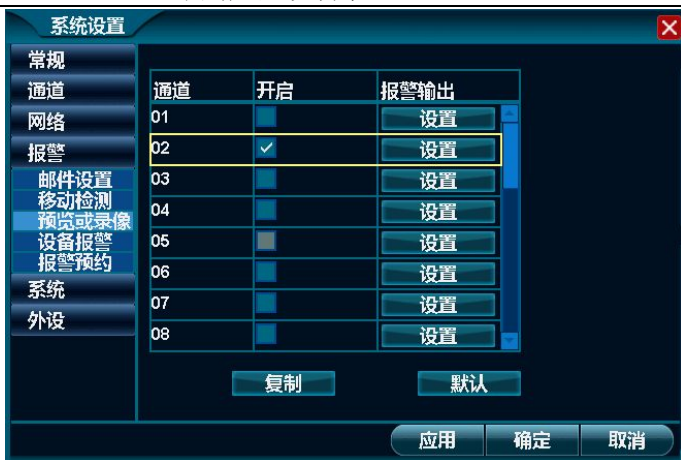 系统设置
常规
通道
网络
报警
邮件设置
移动检测
预览或录像
设备报警
报警预约
系统
外设
通道 开启 报警输出
01 设置
02 设置
03 设置
04 设置
05 设置
06 设置
07 设置
08 设置
复制 默认
应用 确定 取消